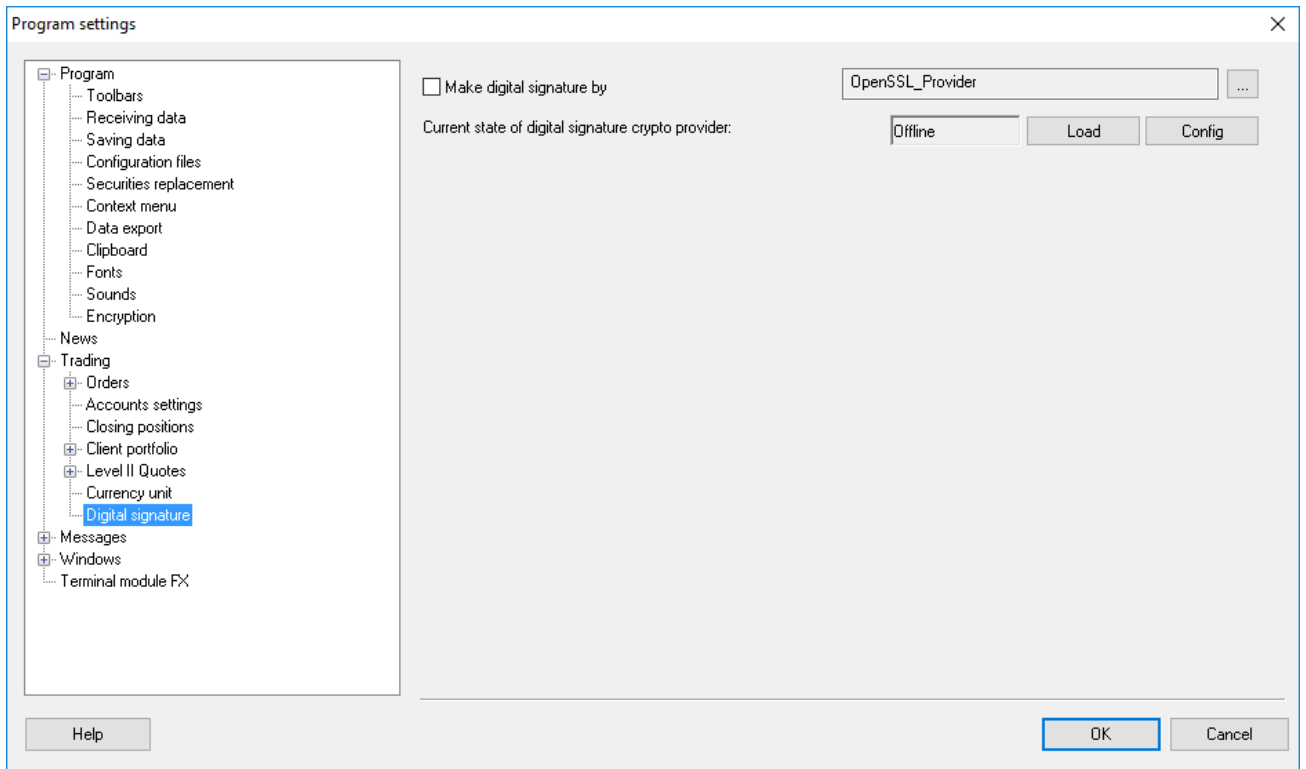 Program settings
Program
Toolbars
Receiving data
Saving data
Configuration files
Securities replacement
Context menu
Data export
Clipboard
Fonts
Sounds
Encryption
News
Trading
Orders
Accounts settings
Closing positions
Client portfolio
Level II Quotes
Currency unit
Digital signature
Messages
Windows
Terminal module FX
Make digital signature by
OpenSSL_Provider
...
Current state of digital signature crypto provider:
Offline
Load
Config
Help
OK
Cancel